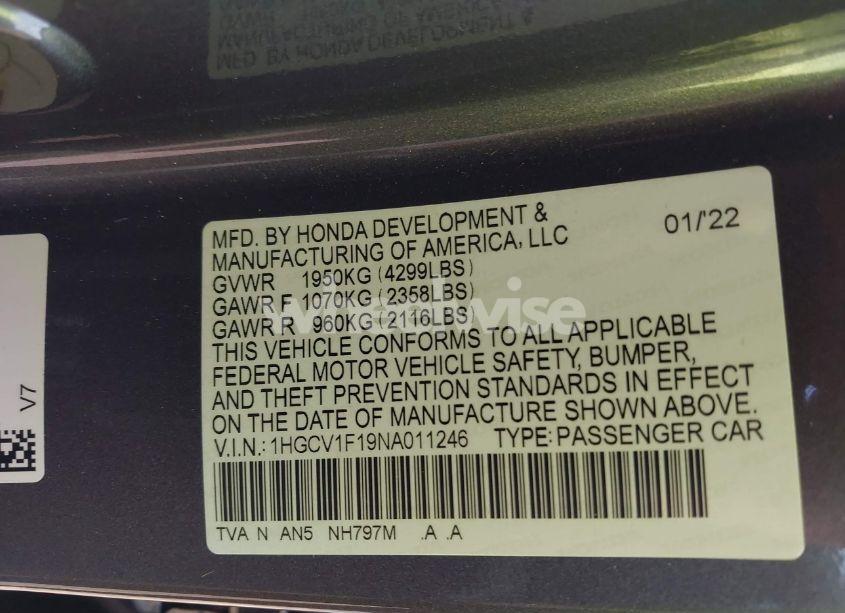 MFD. BY HONDA DEVELOPMENT &
MANUFACTURING OF AMERICA, LLC
01/'22
GVWR 1950KG (4299LBS)
GAWR F 1070KG (2358LBS)
GAWR R 960KG (2116LBS)
wheelwise
THIS VEHICLE CONFORMS TO ALL APPLICABLE
FEDERAL MOTOR VEHICLE SAFETY, BUMPER,
AND THEFT PREVENTION STANDARDS IN EFFECT
ON THE DATE OF MANUFACTURE SHOWN ABOVE.
V.I.N.: 1HGCV1F19NA011246 TYPE: PASSENGER CAR
TVA N AN5 NH797M .A .A
V7